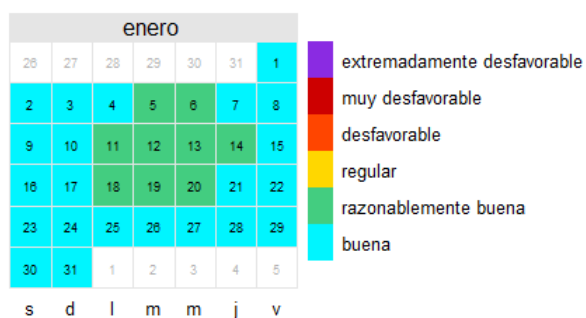 enero
26 27 28 29 30 31 1
2 3 4 5 6 7 8
9 10 11 12 13 14 15
16 17 18 19 20 21 22
23 24 25 26 27 28 29
30 31 1 2 3 4 5
s d l m m j v
extremadamente desfavorable
muy desfavorable
desfavorable
regular
razonablemente buena
buena